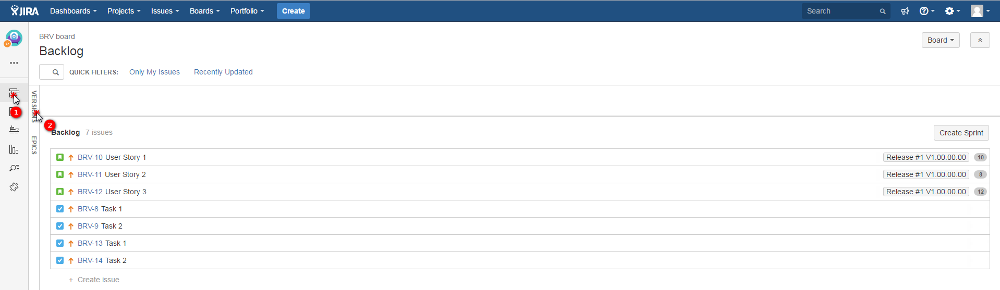 JIRA Dashboards Projects Issues Boards Portfolio Create Search
BRV board
Backlog
Board
QUICK FILTERS: Only My Issues Recently Updated
VERSIONS
1
2
EPICS
Backlog 7 issues
Create Sprint
BRV-10 User Story 1 Release #1 V1.00.00.00 10
BRV-11 User Story 2 Release #1 V1.00.00.00 8
BRV-12 User Story 3 Release #1 V1.00.00.00 12
BRV-8 Task 1
BRV-9 Task 2
BRV-13 Task 1
BRV-14 Task 2
+ Create issue